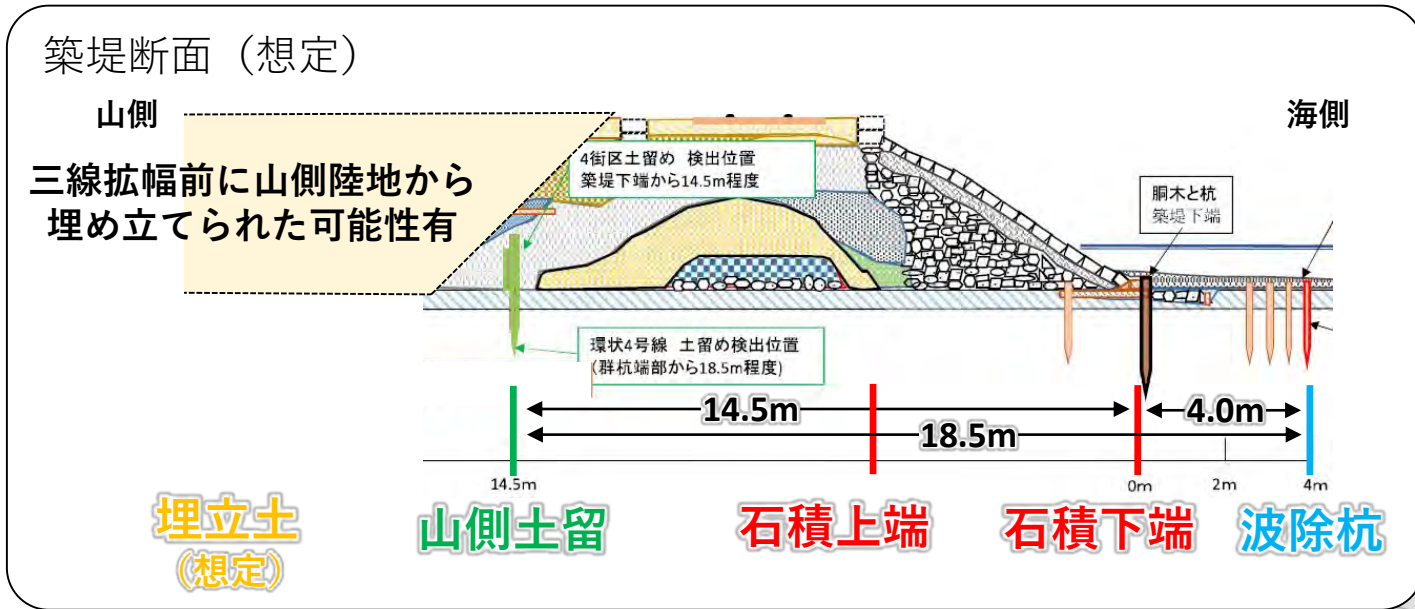 築堤断面（想定）
山側
海側
三線拡幅前に山側陸地から
埋め立てられた可能性有
4街区土留め 検出位置
築堤下端から14.5m程度
胴木と杭
築堤下端
環状4号線 土留め検出位置
(群杭端部から18.5m程度)
14.5m
4.0m
18.5m
14.5m
0m
2m
4m
埋立土
(想定)
山側土留
石積上端
石積下端
波除杭